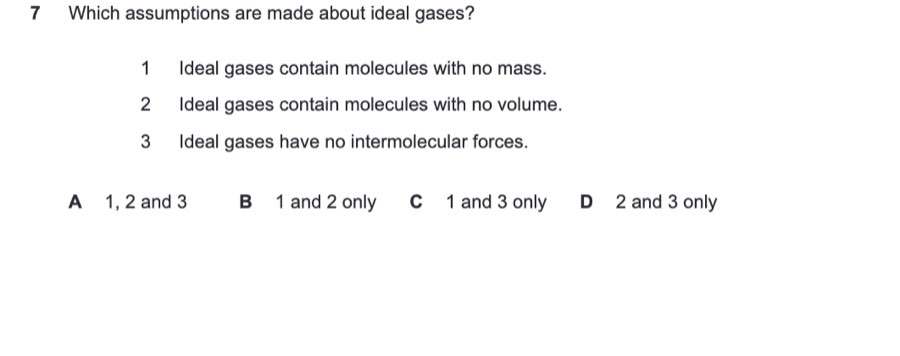 7 Which assumptions are made about ideal gases?
1 Ideal gases contain molecules with no mass.
2 Ideal gases contain molecules with no volume.
3 Ideal gases have no intermolecular forces.
A 1, 2 and 3 B 1 and 2 only C 1 and 3 only D 2 and 3 only